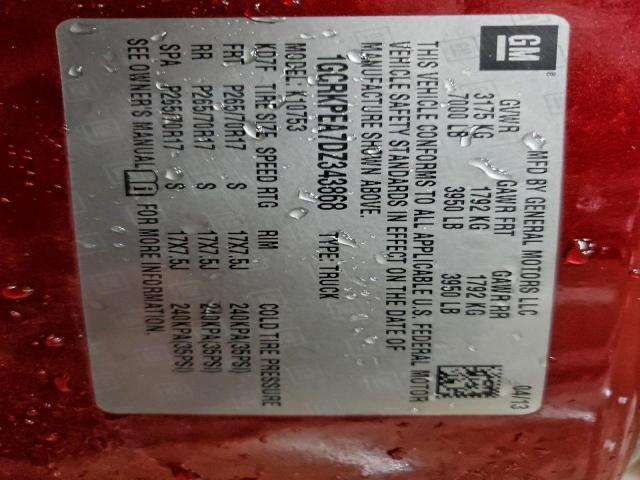 GM
®
MFD BY GENERAL MOTORS LLC 04/13
GVWR GAWR FRT GAWR RR
3175 KG 1792 KG 1792 KG
7000 LB 3950 LB 3950 LB
THIS VEHICLE CONFORMS TO ALL APPLICABLE U.S. FEDERAL MOTOR
VEHICLE SAFETY STANDARDS IN EFFECT ON THE DATE OF
MANUFACTURE SHOWN ABOVE.
1GCRKPEA7DZ343868 TYPE: TRUCK
MODEL: K10753
X37F TIRE SIZE SPEED RTG RIM COLD TIRE PRESSURE
FRT P265/70R17 S 17X7.5J 240KPA(35PSI)
RR P265/70R17 S 17X7.5J 240KPA(35PSI)
SPA P265/70R17 S 17X7.5J 240KPA(35PSI)
SEE OWNER'S MANUAL FOR MORE INFORMATION.